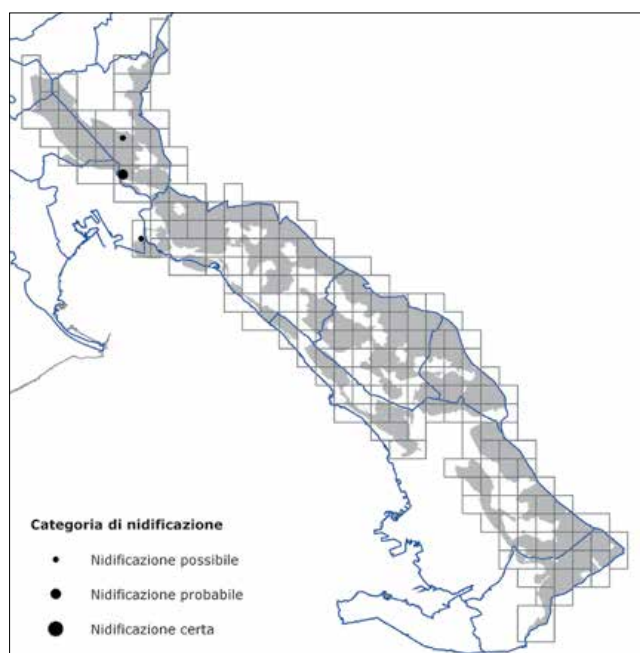 Categoria di nidificazione
Nidificazione possibile
Nidificazione probabile
Nidificazione certa